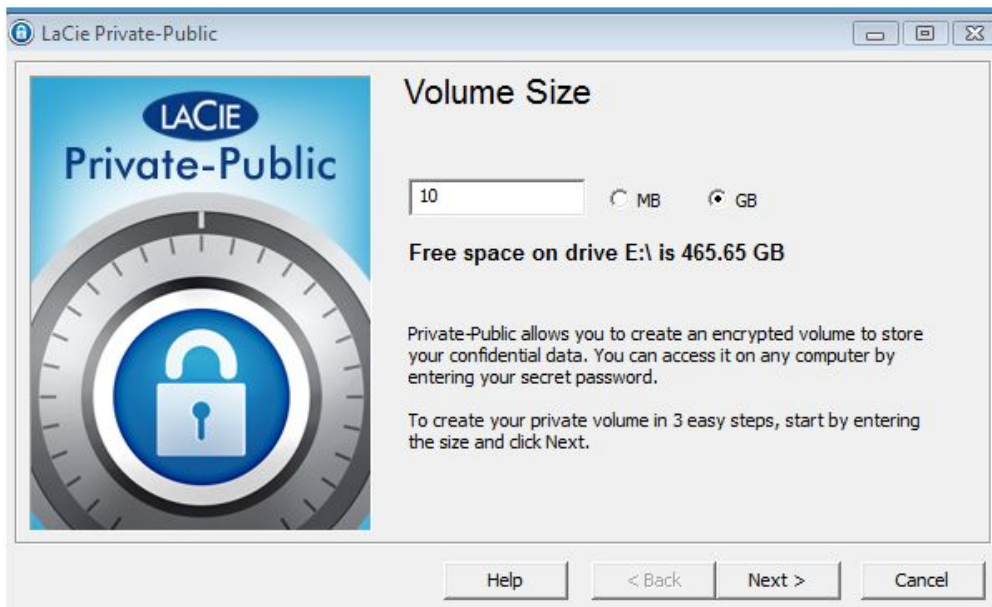 LaCie Private-Public
LACIE
Private-Public
Volume Size
10
MB
GB
Free space on drive E:\ is 465.65 GB
Private-Public allows you to create an encrypted volume to store
your confidential data. You can access it on any computer by
entering your secret password.
To create your private volume in 3 easy steps, start by entering
the size and click Next.
Help
< Back
Next >
Cancel